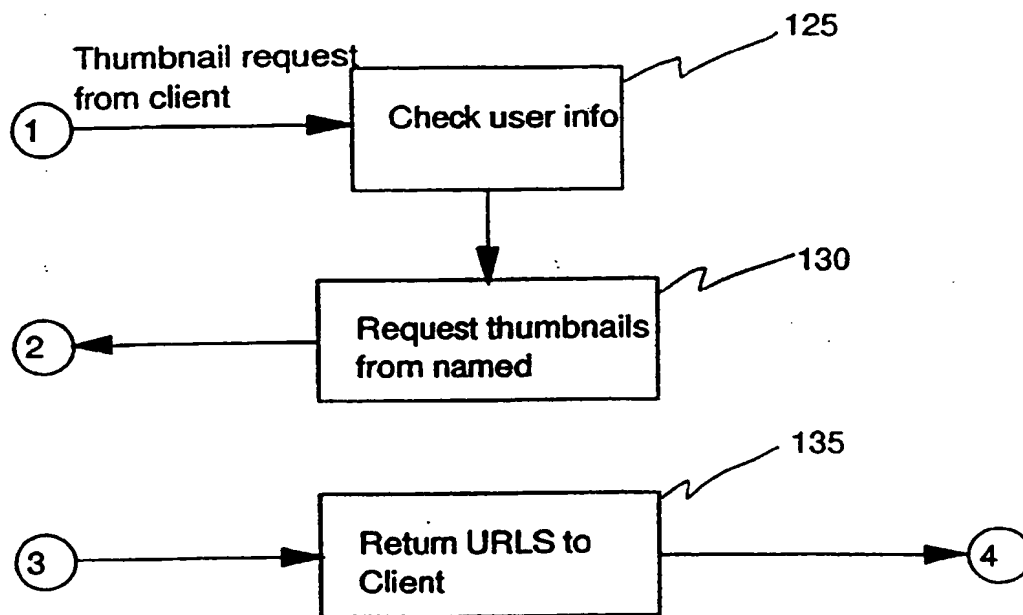 125
Thumbnail request
from client
1
Check user info
130
Request thumbnails
from named
2
135
Return URLS to
Client
3
4